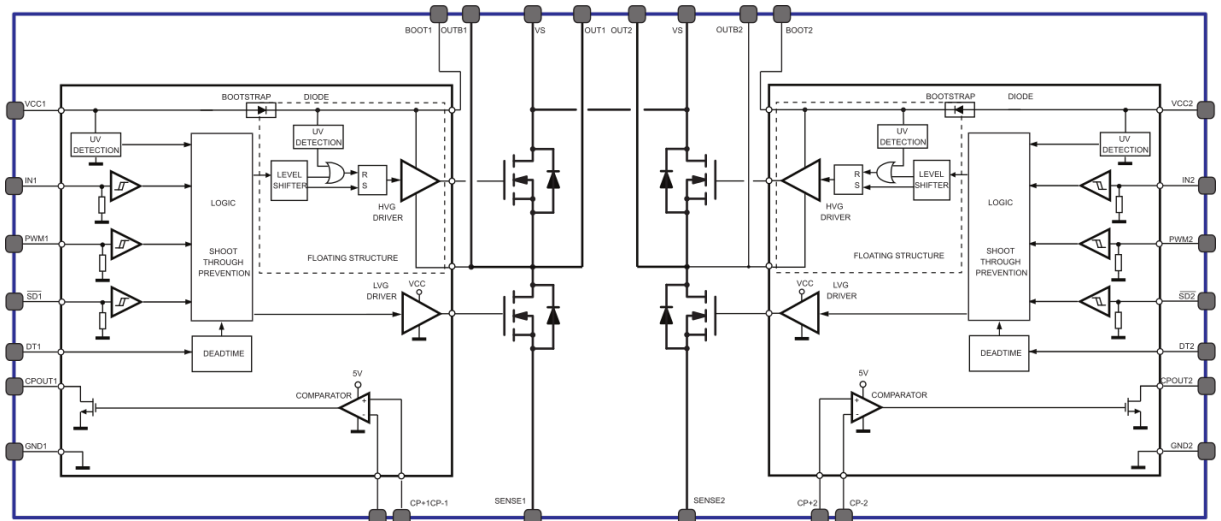 BOOT1 OUTB1 VS OUT1 OUT2 VS OUTB2 BOOT2
BOOTSTRAP DIODE
BOOTSTRAP DIODE
VCC1
VCC2
UV
DETECTION
UV
DETECTION
UV
DETECTION
UV
DETECTION
IN1
LEVEL
SHIFTER
R
S
HVG
DRIVER
LOGIC
SHOOT
THROUGH
PREVENTION
FLOATING STRUCTURE
R
S
LEVEL
SHIFTER
HVG
DRIVER
LOGIC
SHOOT
THROUGH
PREVENTION
FLOATING STRUCTURE
IN2
PWM1
PWM2
SD1
SD2
LVG
DRIVER
VCC
VCC
LVG
DRIVER
DT1
DEADTIME
DEADTIME
DT2
CPOUT1
5V
COMPARATOR
+
-
5V
COMPARATOR
+
-
CPOUT2
GND1
GND2
CP+1CP-1 SENSE1 SENSE2 CP+2 CP-2